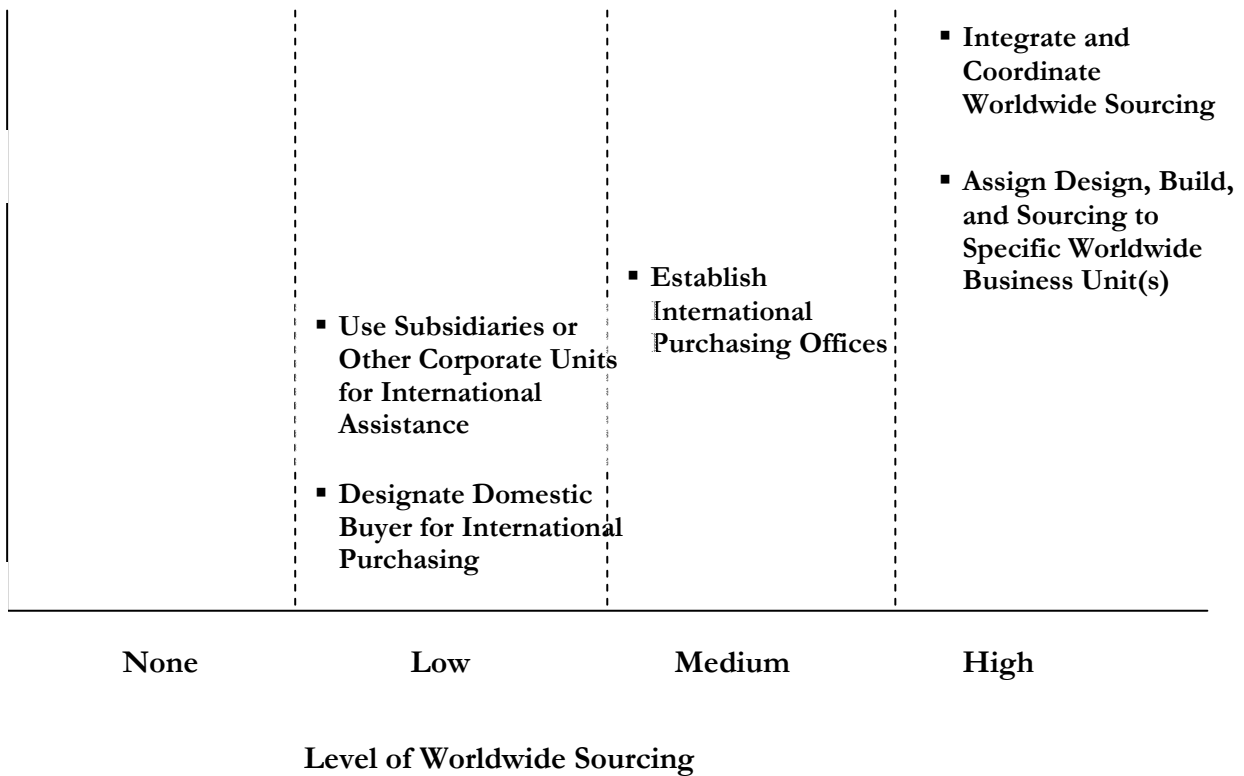 ▪ Integrate and
Coordinate
Worldwide Sourcing
▪ Assign Design, Build,
and Sourcing to
Specific Worldwide
Business Unit(s)
▪ Establish
International
Purchasing Offices
▪ Use Subsidiaries or
Other Corporate Units
for International
Assistance
▪ Designate Domestic
Buyer for International
Purchasing
None Low Medium High
Level of Worldwide Sourcing